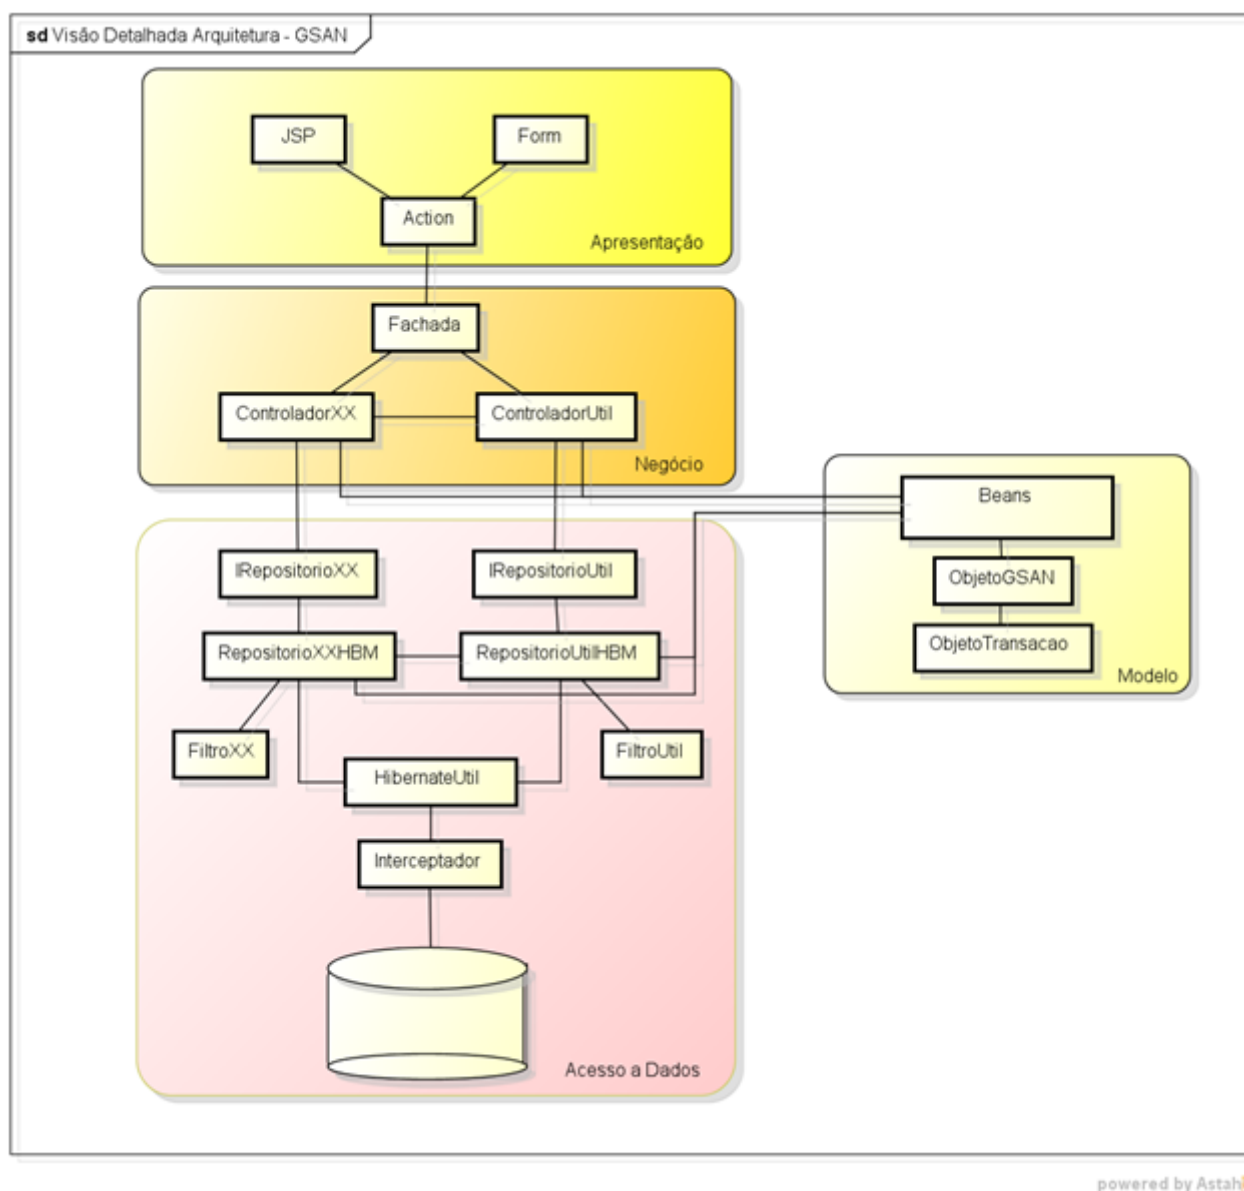 sd Visão Detalhada Arquitetura - GSAN
JSP
Form
Action
Apresentação
Fachada
ControladorXX
ControladorUtil
Negócio
Beans
ObjetoGSAN
ObjetoTransacao
Modelo
IRepositorioXX
IRepositorioUtil
RepositorioXXHBM
RepositorioUtilHBM
FiltroXX
FiltroUtil
HibernateUtil
Interceptador
Acesso a Dados
powered by Astah